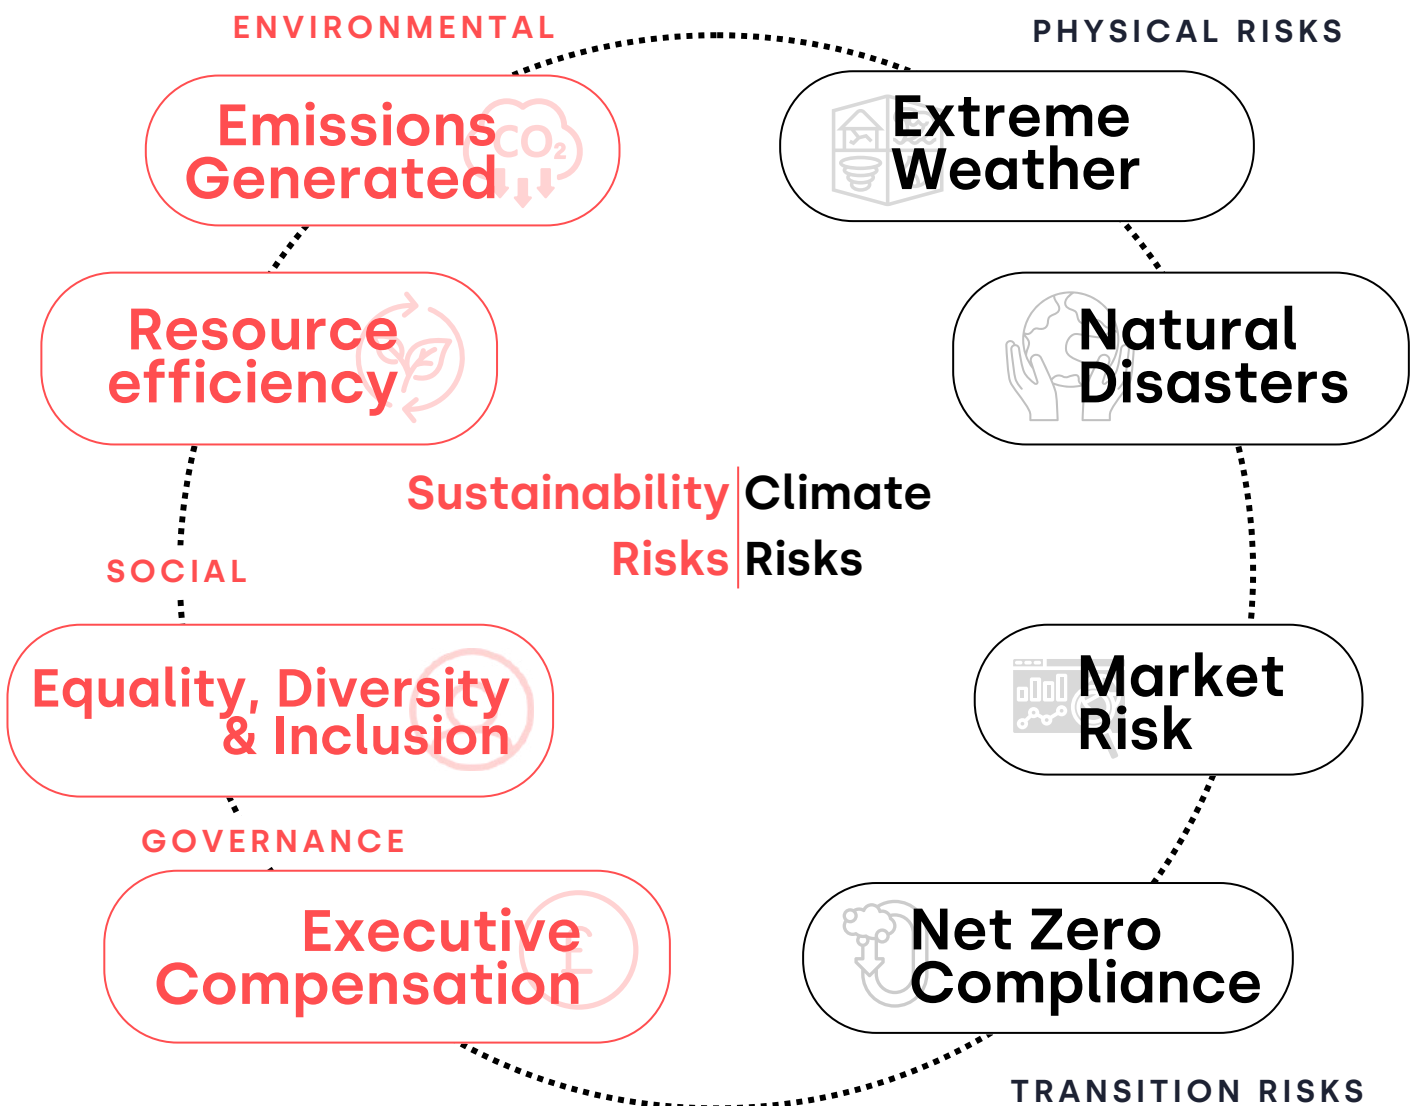 ENVIRONMENTAL
Emissions
Generated
CO₂
Resource
efficiency
SOCIAL
Equality, Diversity
& Inclusion
GOVERNANCE
Executive
Compensation
£
Sustainability
Risks
Climate
Risks
PHYSICAL RISKS
Extreme
Weather
Natural
Disasters
Market
Risk
Net Zero
Compliance
TRANSITION RISKS